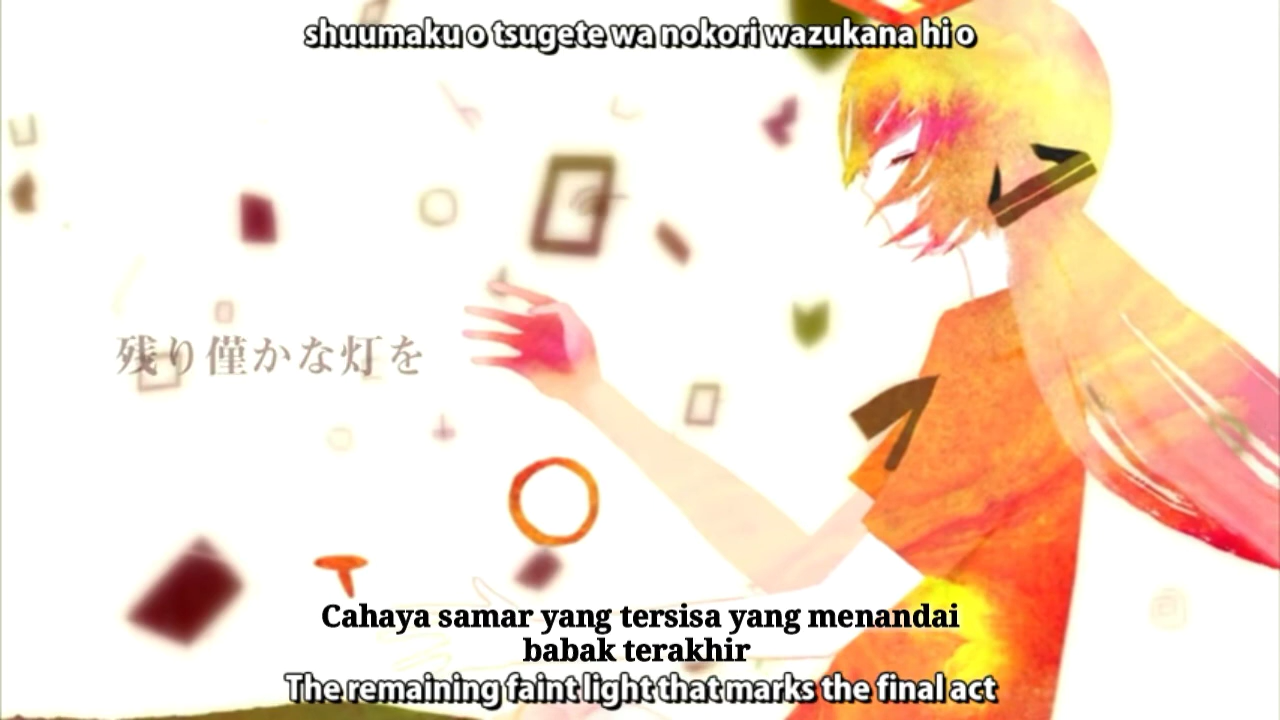 shuumaku o tsugete wa nokori wazukana hi o
残り僅かな灯を
Cahaya samar yang tersisa yang menandai
babak terakhir
The remaining faint light that marks the final act